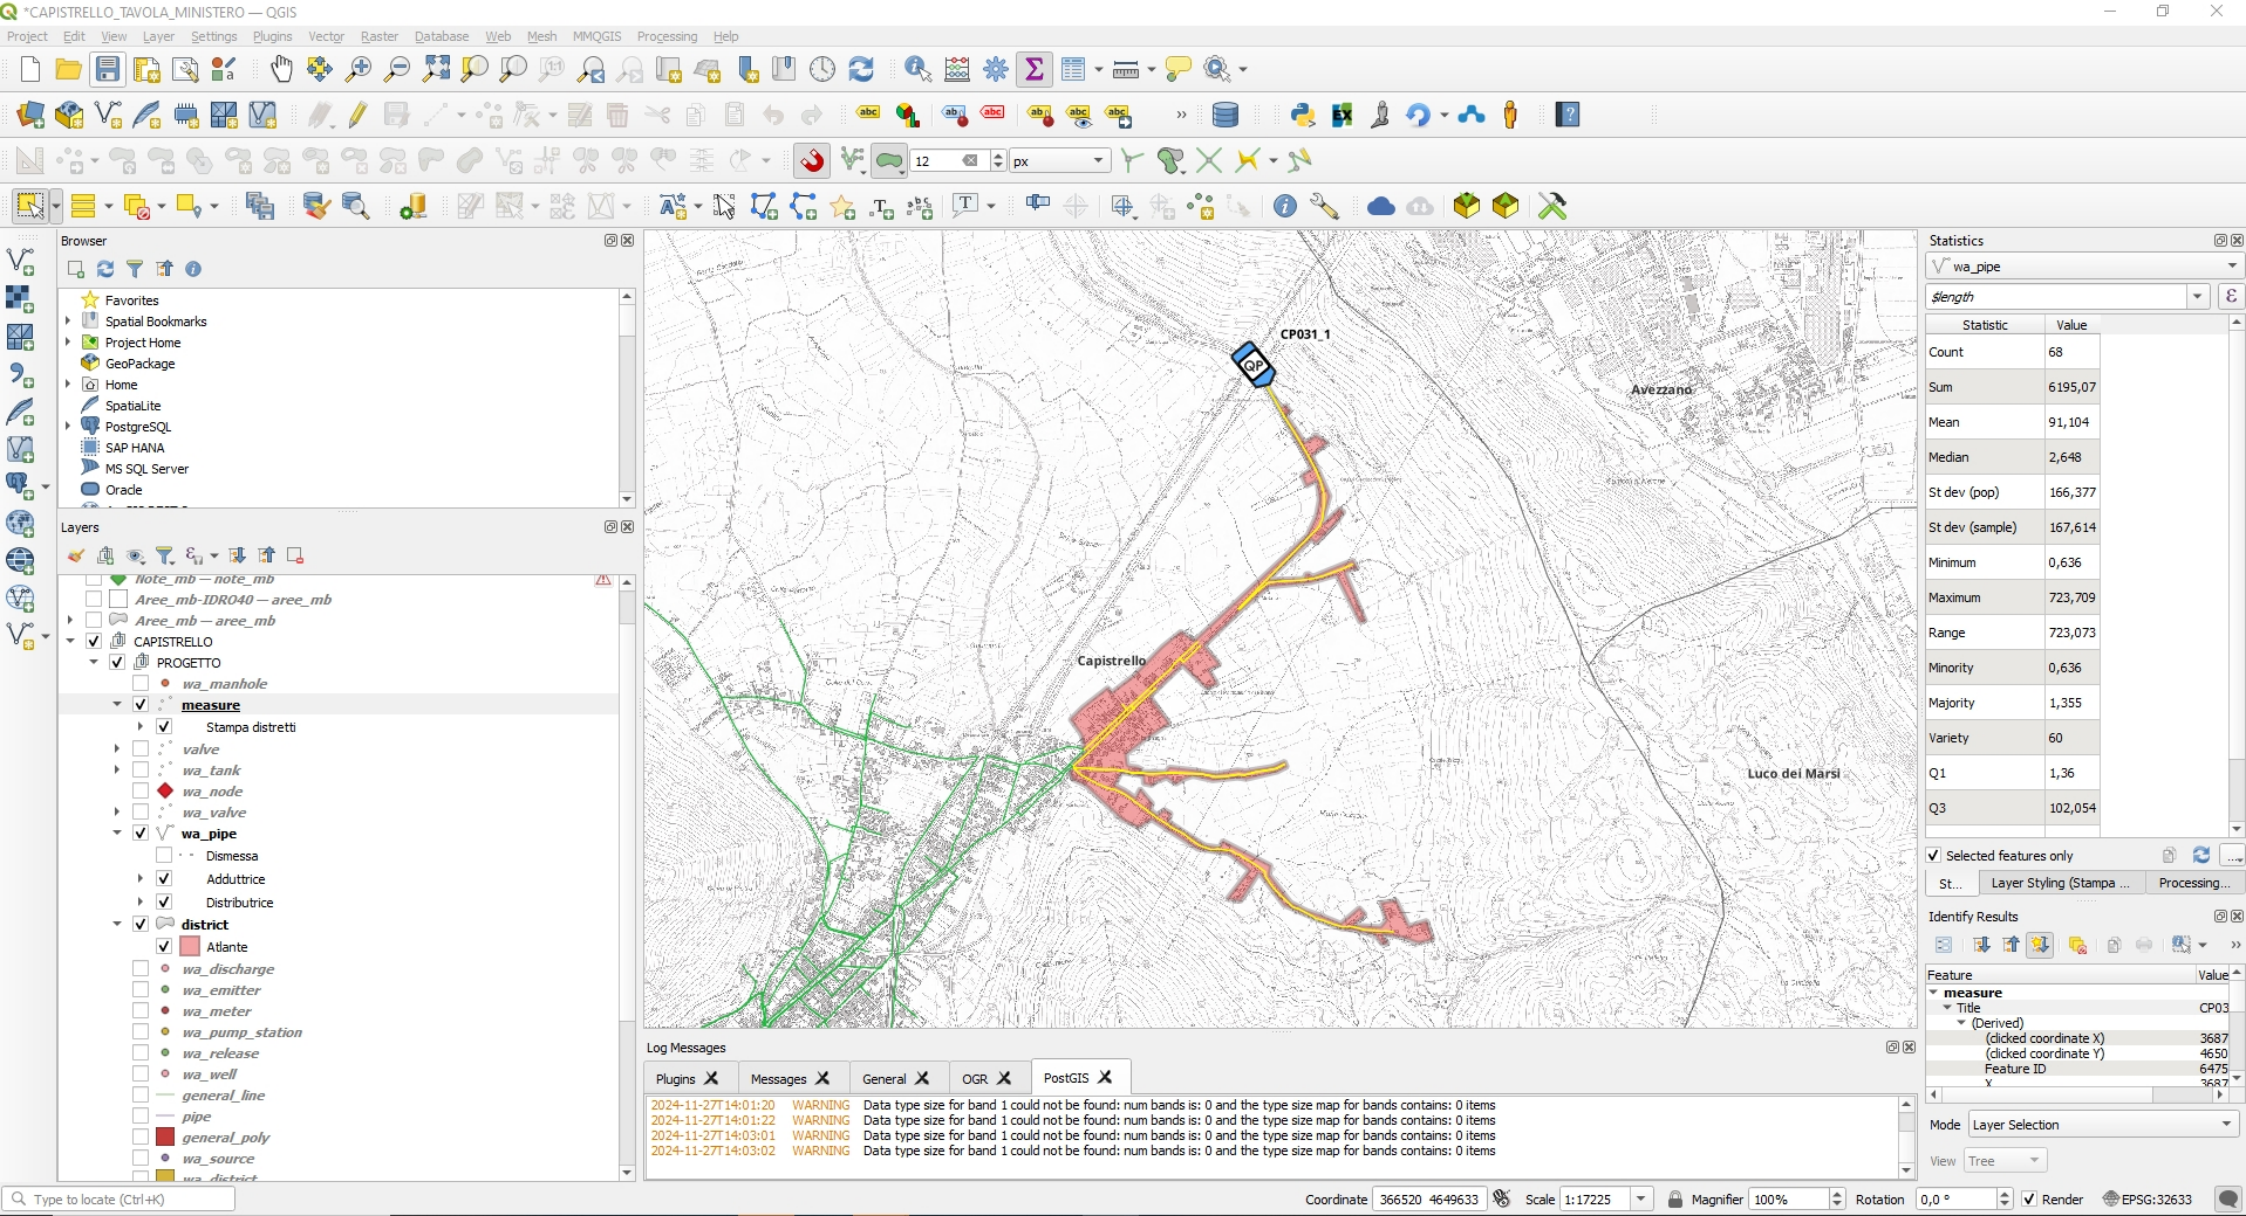 *CAPISTRELLO_TAVOLA_MINISTERO — QGIS
Project Edit View Layer Settings Plugins Vector Raster Database Web Mesh MMQGIS Processing Help
12 px
Browser
Favorites
Spatial Bookmarks
Project Home
GeoPackage
Home
SpatiaLite
PostgreSQL
SAP HANA
MS SQL Server
Oracle
Layers
Note_mb — note_mb
Aree_mb-IDRO40 — aree_mb
Aree_mb — aree_mb
CAPISTRELLO
PROGETTO
wa_manhole
measure
Stampa distretti
valve
wa_tank
wa_node
wa_valve
wa_pipe
Dismessa
Adduttrice
Distributrice
district
Atlante
wa_discharge
wa_emitter
wa_meter
wa_pump_station
wa_release
wa_well
general_line
pipe
general_poly
wa_source
wa_district
CP031_1
QP
Avezzano
Capistrello
Luco dei Marsi
Log Messages
Plugins Messages General OGR PostGIS
2024-11-27T14:01:20 WARNING Data type size for band 1 could not be found: num bands is: 0 and the type size map for bands contains: 0 items
2024-11-27T14:01:22 WARNING Data type size for band 1 could not be found: num bands is: 0 and the type size map for bands contains: 0 items
2024-11-27T14:03:01 WARNING Data type size for band 1 could not be found: num bands is: 0 and the type size map for bands contains: 0 items
2024-11-27T14:03:02 WARNING Data type size for band 1 could not be found: num bands is: 0 and the type size map for bands contains: 0 items
Statistics
wa_pipe
$length
Statistic Value
Count 68
Sum 6195,07
Mean 91,104
Median 2,648
St dev (pop) 166,377
St dev (sample) 167,614
Minimum 0,636
Maximum 723,709
Range 723,073
Minority 0,636
Majority 1,355
Variety 60
Q1 1,36
Q3 102,054
Selected features only
St... Layer Styling (Stampa ... Processing...
Identify Results
Feature Value
measure
Title CP03
(Derived)
(clicked coordinate X) 3687
(clicked coordinate Y) 4650
Feature ID 6475
X 3687
Mode Layer Selection
View Tree
Type to locate (Ctrl+K) Coordinate 366520 4649633 Scale 1:17225 Magnifier 100% Rotation 0,0 ° Render EPSG:32633